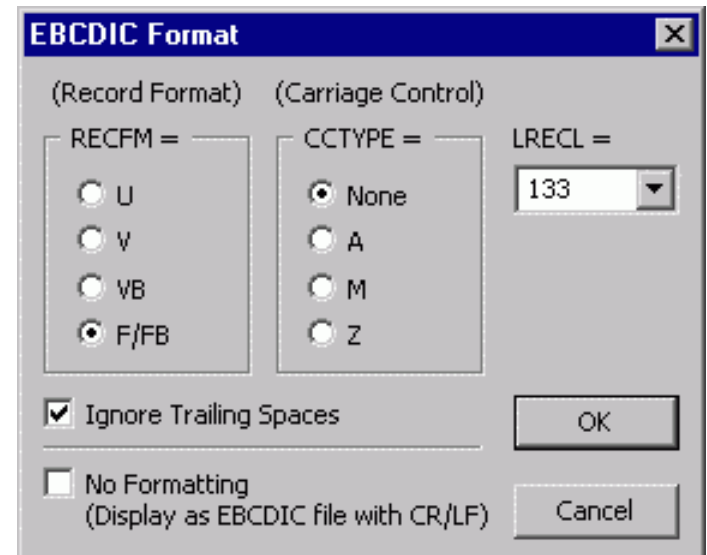 EBCDIC Format
(Record Format) (Carriage Control)
RECFM = CCTYPE = LRECL =
U None 133
V A
VB M
F/FB Z
Ignore Trailing Spaces OK
No Formatting
(Display as EBCDIC file with CR/LF) Cancel